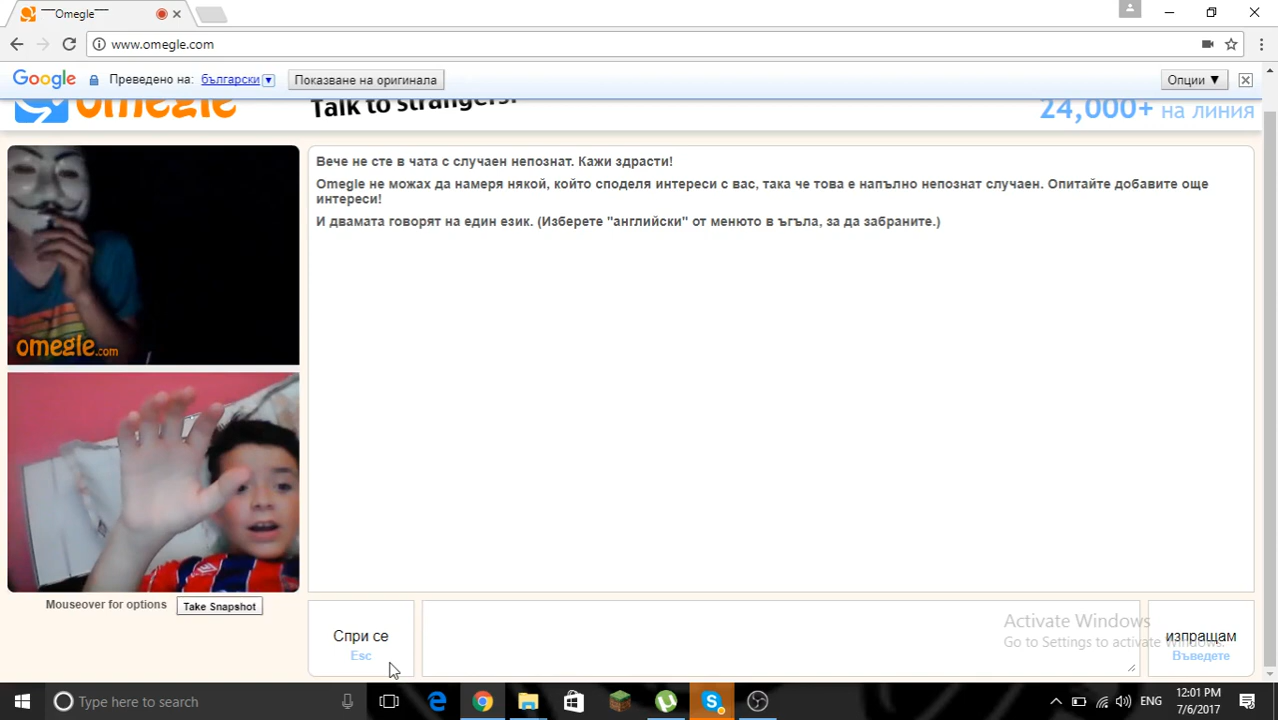 Omegle
www.omegle.com
Google Преведено на: български Показване на оригинала Опции
omegle Talk to strangers! 24,000+ на линия
Вече не сте в чата с случаен непознат. Кажи здрасти!
Omegle не можах да намеря някой, който споделя интереси с вас, така че това е напълно непознат случаен. Опитайте добавите още
интереси!
И двамата говорят на един език. (Изберете "английски" от менюто в ъгъла, за да забраните.)
omegle.com
Mouseover for options Take Snapshot
Спри се
Esc
Activate Windows
Go to Settings to activate Windows.
изпращам
Въведете
Type here to search
ENG
12:01 PM
7/6/2017